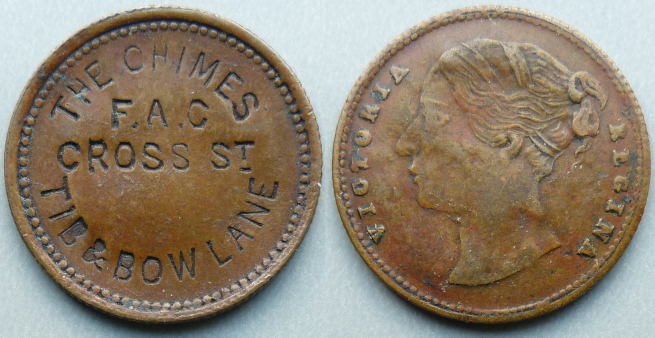 THE CHIMES
F.A.C
CROSS ST
TIB & BOW LANE
VICTORIA REGINA